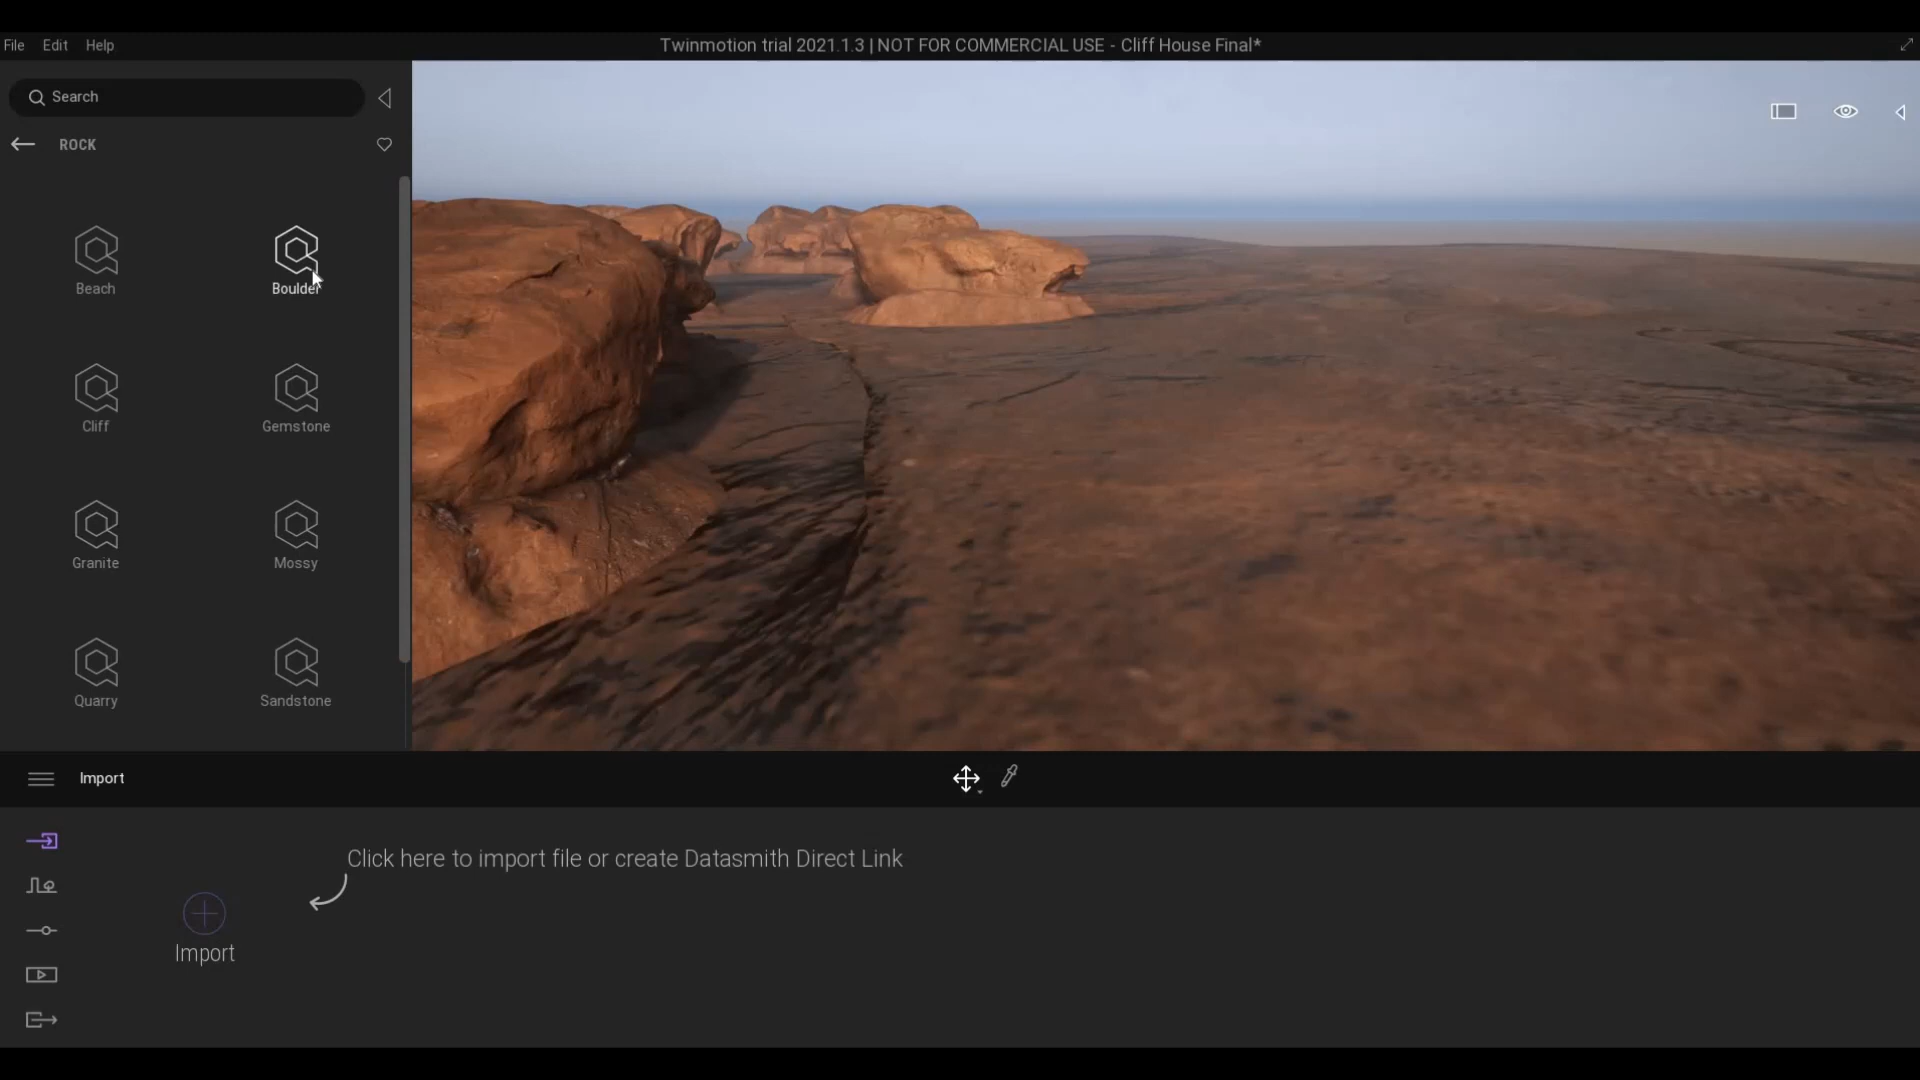 File Edit Help
Twinmotion trial 2021.1.3 | NOT FOR COMMERCIAL USE - Cliff House Final*
Search
ROCK
Beach
Boulder
Cliff
Gemstone
Granite
Mossy
Quarry
Sandstone
Import
Click here to import file or create Datasmith Direct Link
Import